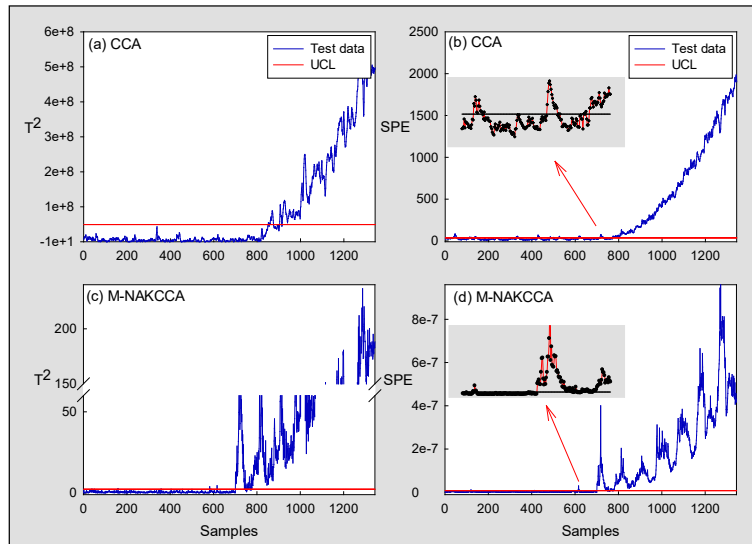 (a) CCA
Test data
UCL
T2
6e+8
5e+8
4e+8
3e+8
2e+8
1e+8
-1e+1
0 200 400 600 800 1000 1200
(b) CCA
Test data
UCL
SPE
2500
2000
1500
1000
500
0
0 200 400 600 800 1000 1200
(c) M-NAKCCA
T2
200
150
50
0
0 200 400 600 800 1000 1200
Samples
(d) M-NAKCCA
SPE
8e-7
6e-7
4e-7
2e-7
0
0 200 400 600 800 1000 1200
Samples